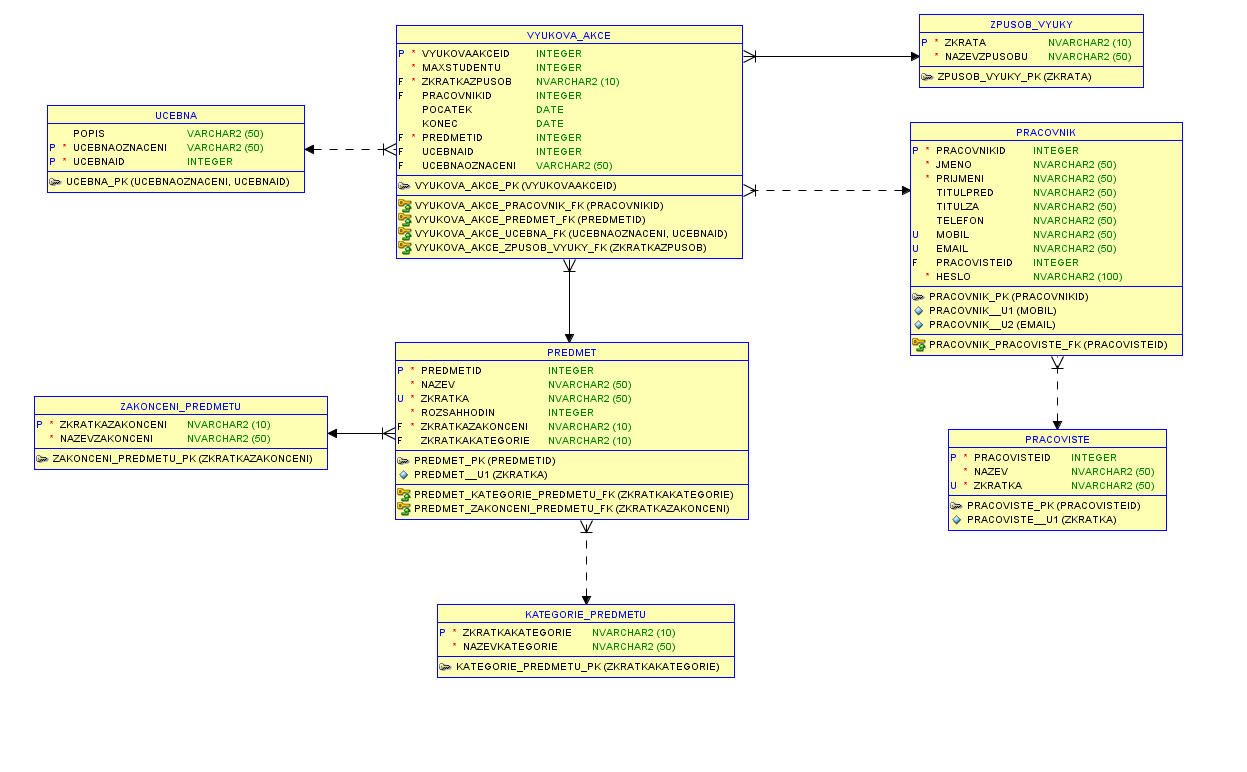 VYUKOVA_AKCE
P * VYUKOVAAKCEID INTEGER
* MAXSTUDENTU INTEGER
F * ZKRATKAZPUSOB NVARCHAR2 (10)
F PRACOVNIKID INTEGER
POCATEK DATE
KONEC DATE
F * PREDMETID INTEGER
F UCEBNAID INTEGER
F UCEBNAOZNACENI VARCHAR2 (50)
VYUKOVA_AKCE_PK (VYUKOVAAKCEID)
VYUKOVA_AKCE_PRACOVNIK_FK (PRACOVNIKID)
VYUKOVA_AKCE_PREDMET_FK (PREDMETID)
VYUKOVA_AKCE_UCEBNA_FK (UCEBNAOZNACENI, UCEBNAID)
VYUKOVA_AKCE_ZPUSOB_VYUKY_FK (ZKRATKAZPUSOB)
ZPUSOB_VYUKY
P * ZKRATA NVARCHAR2 (10)
* NAZEVZPUSOBU NVARCHAR2 (50)
ZPUSOB_VYUKY_PK (ZKRATA)
UCEBNA
POPIS VARCHAR2 (50)
P * UCEBNAOZNACENI VARCHAR2 (50)
P * UCEBNAID INTEGER
UCEBNA_PK (UCEBNAOZNACENI, UCEBNAID)
PRACOVNIK
P * PRACOVNIKID INTEGER
* JMENO NVARCHAR2 (50)
* PRIJMENI NVARCHAR2 (50)
TITULPRED NVARCHAR2 (50)
TITULZA NVARCHAR2 (50)
TELEFON NVARCHAR2 (50)
U MOBIL NVARCHAR2 (50)
U EMAIL NVARCHAR2 (50)
F PRACOVISTEID INTEGER
* HESLO NVARCHAR2 (100)
PRACOVNIK_PK (PRACOVNIKID)
PRACOVNIK__U1 (MOBIL)
PRACOVNIK__U2 (EMAIL)
PRACOVNIK_PRACOVISTE_FK (PRACOVISTEID)
PREDMET
P * PREDMETID INTEGER
* NAZEV NVARCHAR2 (50)
U * ZKRATKA NVARCHAR2 (50)
* ROZSAHHODIN INTEGER
F * ZKRATKAZAKONCENI NVARCHAR2 (10)
F ZKRATKAKATEGORIE NVARCHAR2 (10)
PREDMET_PK (PREDMETID)
PREDMET__U1 (ZKRATKA)
PREDMET_KATEGORIE_PREDMETU_FK (ZKRATKAKATEGORIE)
PREDMET_ZAKONCENI_PREDMETU_FK (ZKRATKAZAKONCENI)
ZAKONCENI_PREDMETU
P * ZKRATKAZAKONCENI NVARCHAR2 (10)
* NAZEVZAKONCENI NVARCHAR2 (50)
ZAKONCENI_PREDMETU_PK (ZKRATKAZAKONCENI)
PRACOVISTE
P * PRACOVISTEID INTEGER
* NAZEV NVARCHAR2 (50)
U * ZKRATKA NVARCHAR2 (50)
PRACOVISTE_PK (PRACOVISTEID)
PRACOVISTE__U1 (ZKRATKA)
KATEGORIE_PREDMETU
P * ZKRATKAKATEGORIE NVARCHAR2 (10)
* NAZEVKATEGORIE NVARCHAR2 (50)
KATEGORIE_PREDMETU_PK (ZKRATKAKATEGORIE)